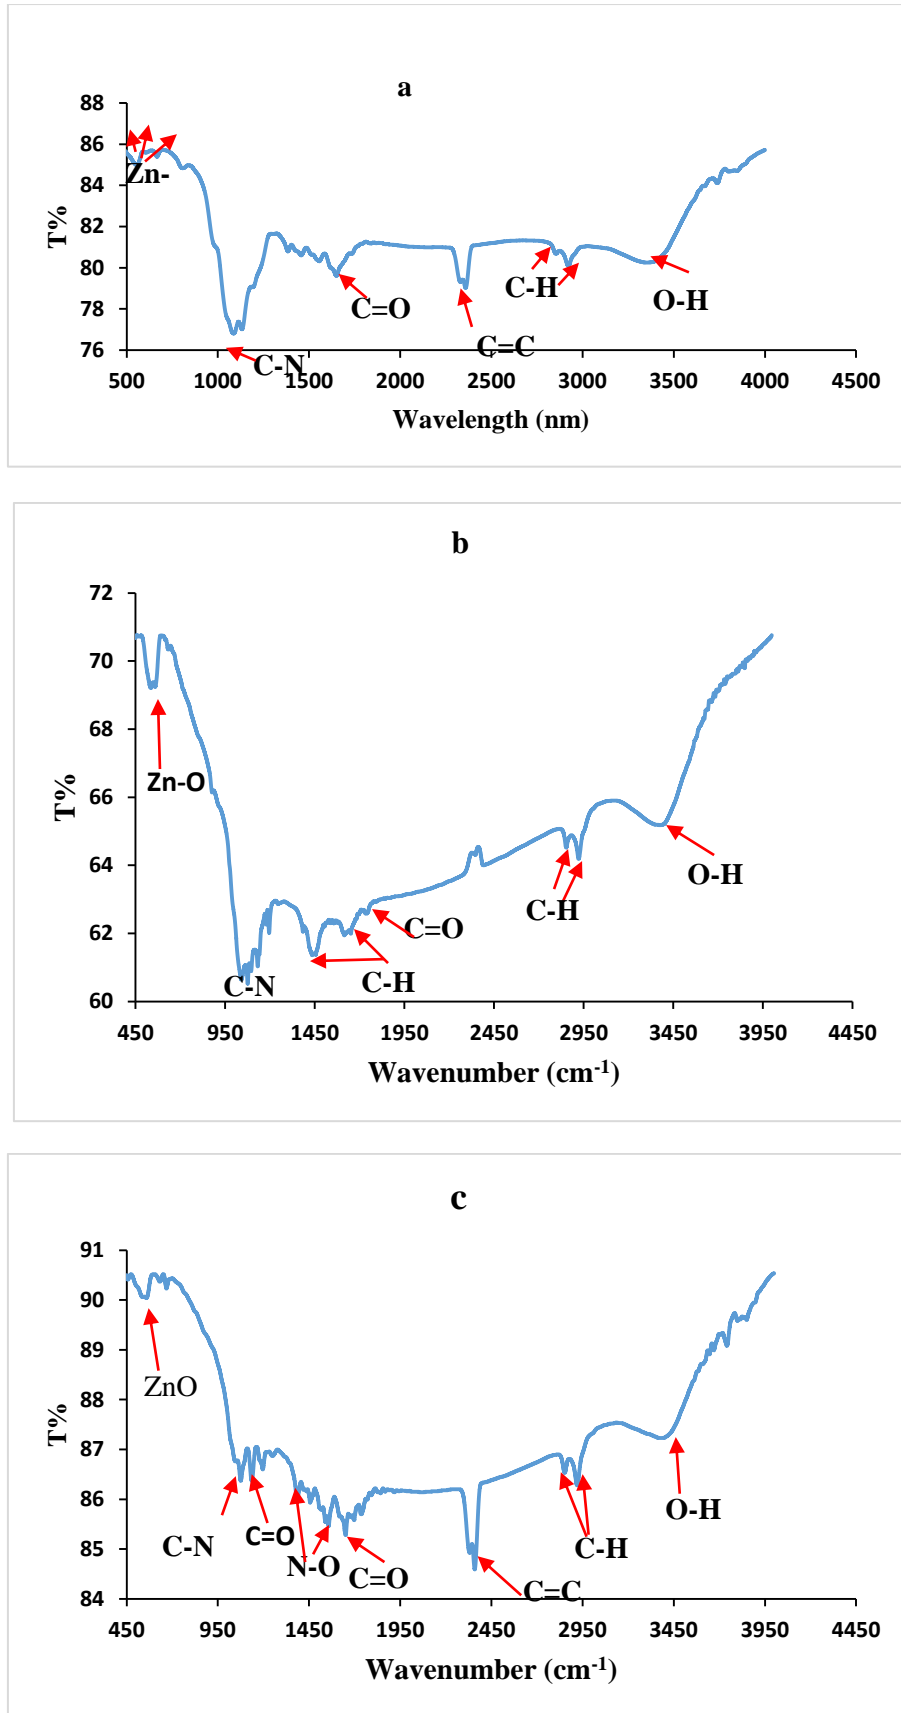 a
88
86
84
82
80
78
76
T%
Zn-
C-N
C=O
C=C
C-H
O-H
500 1000 1500 2000 2500 3000 3500 4000 4500
Wavelength (nm)
b
72
70
68
66
64
62
60
T%
Zn-O
C-N
C-H
C=O
C-H
O-H
450 950 1450 1950 2450 2950 3450 3950 4450
Wavenumber (cm⁻¹)
c
91
90
89
88
87
86
85
84
T%
ZnO
C-N
C=O
N-O
C=O
C=C
C-H
O-H
450 950 1450 1950 2450 2950 3450 3950 4450
Wavenumber (cm⁻¹)